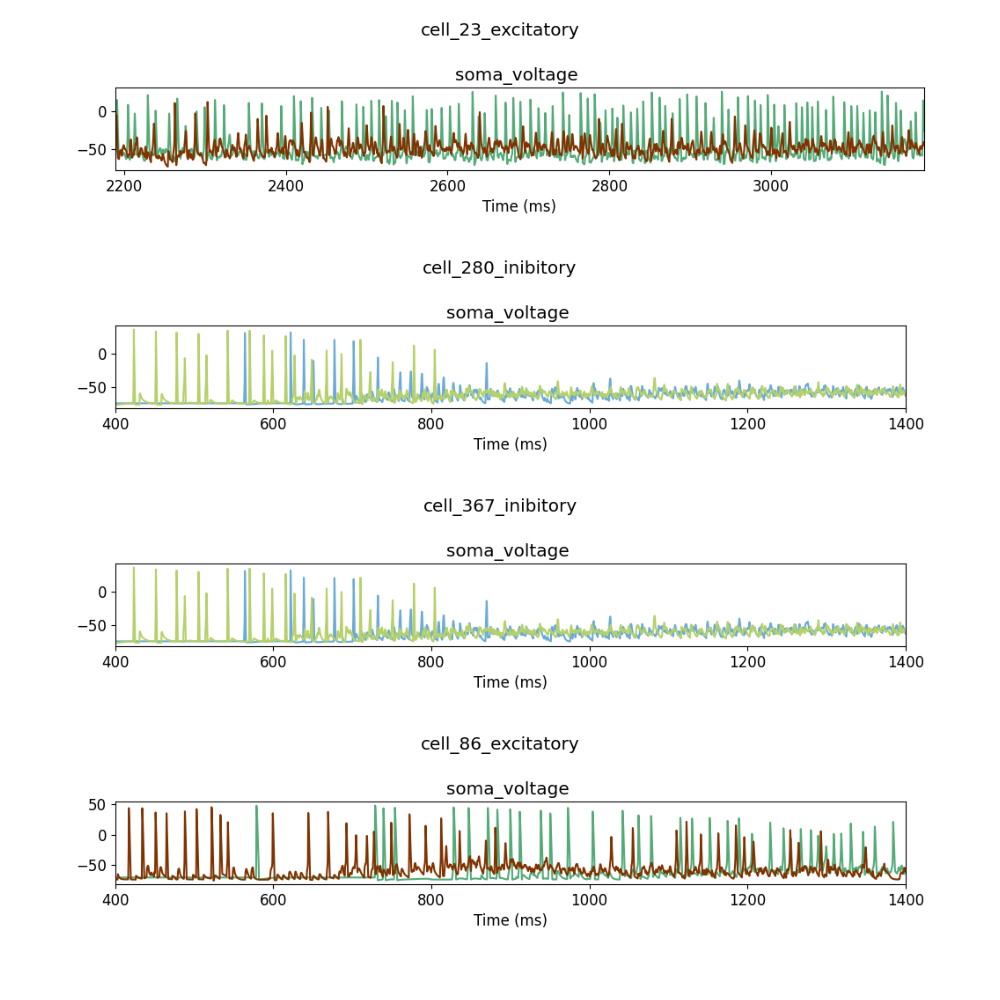 cell_23_excitatory
soma_voltage
0
−50
2200 2400 2600 2800 3000
Time (ms)
cell_280_inibitory
soma_voltage
0
−50
400 600 800 1000 1200 1400
Time (ms)
cell_367_inibitory
soma_voltage
0
−50
400 600 800 1000 1200 1400
Time (ms)
cell_86_excitatory
soma_voltage
50
0
−50
400 600 800 1000 1200 1400
Time (ms)